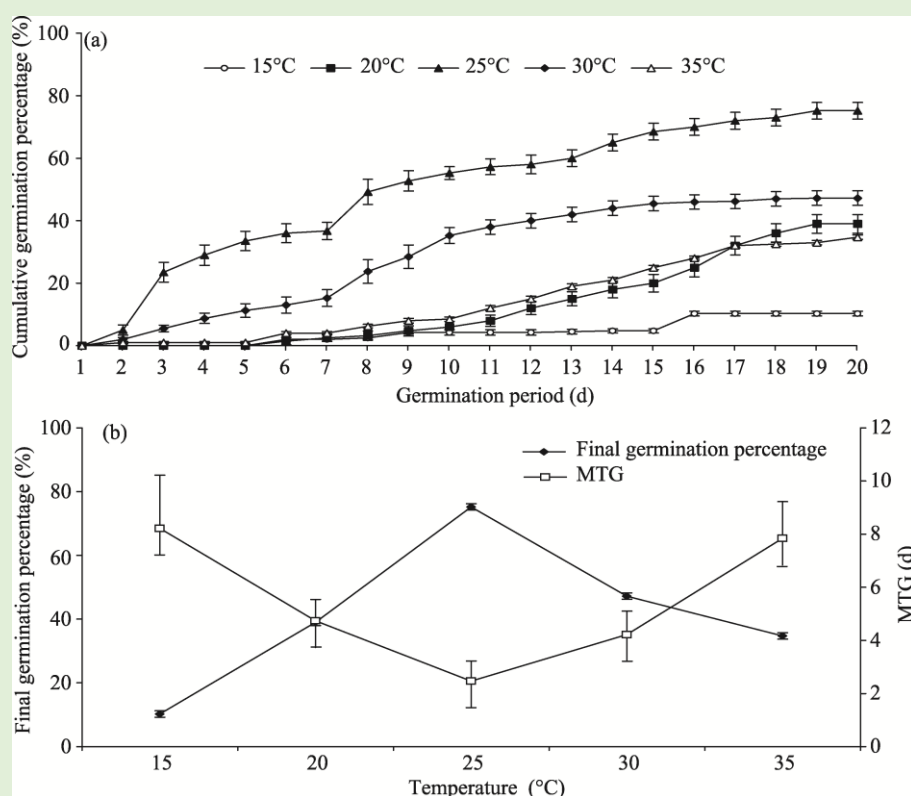 (a)
15°C 20°C 25°C 30°C 35°C
Cumulative germination percentage (%)
100
80
60
40
20
0
1 2 3 4 5 6 7 8 9 10 11 12 13 14 15 16 17 18 19 20
Germination period (d)
(b)
Final germination percentage
MTG
Final germination percentage (%)
100
80
60
40
20
0
12
10
8
6
4
2
0
MTG (d)
15 20 25 30 35
Temperature (°C)